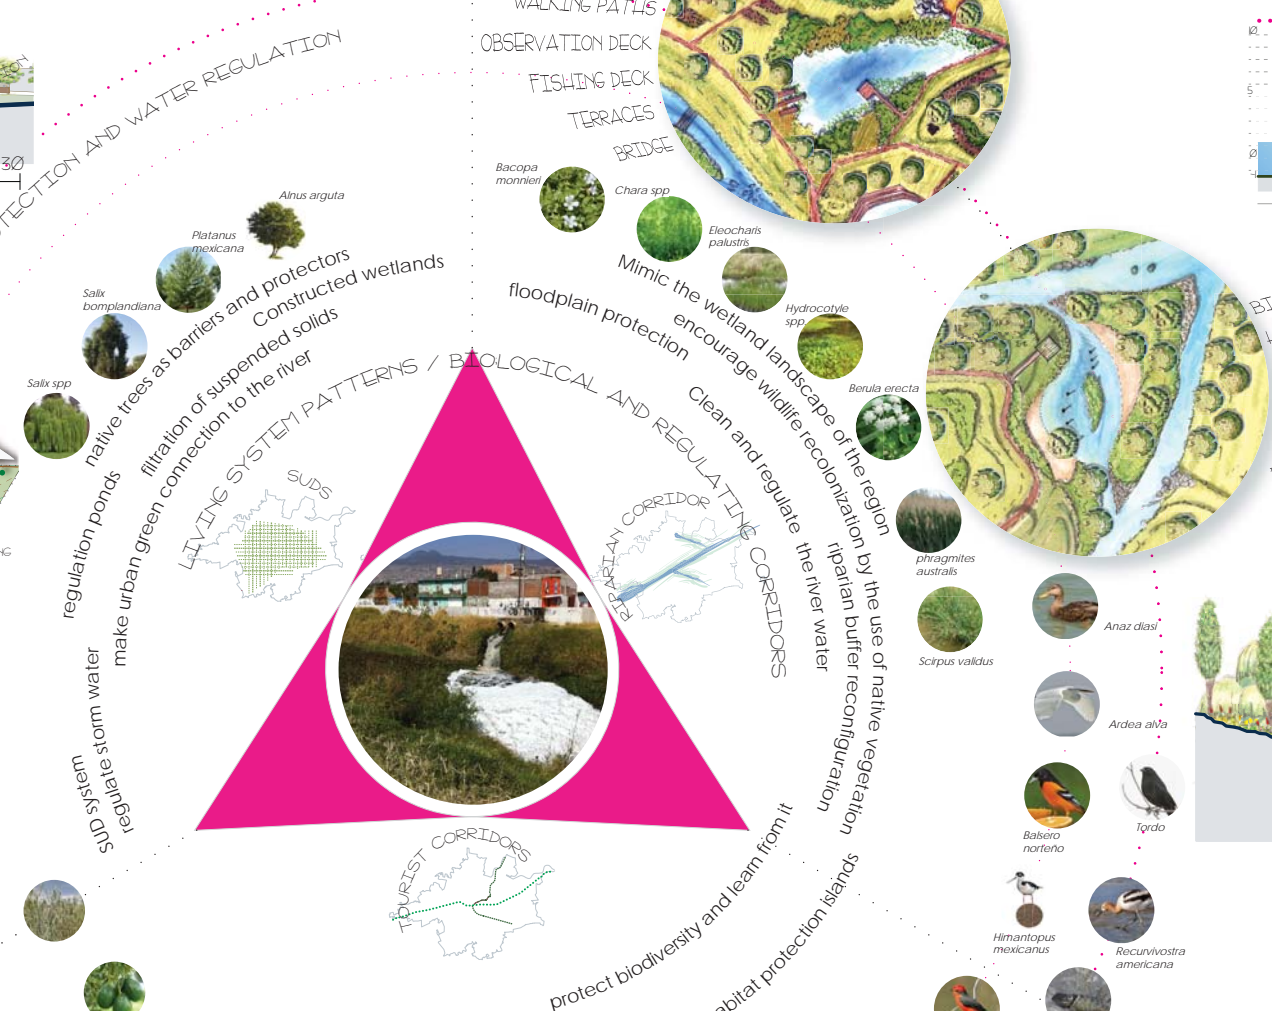 WALKING PATHS
OBSERVATION DECK
FISHING DECK
TERRACES
BRIDGE
TECTION AND WATER REGULATION
30
Alnus arguta
Platanus
mexicana
Salix
bomplandiana
Salix spp
Bacopa
monnieri
Chara spp
Eleocharis
palustris
Hydrocotyle
spp.
Berula erecta
phragmites
australis
Scirpus validus
native trees as barriers and protectors
Constructed wetlands
filtration of suspended solids
make urban green connection to the river
regulation ponds
regulate storm water
SUD system
floodplain protection
Mimic the wetland landscape of the region
encourage wildlife recolonization by the use of native vegetation
Clean and regulate the river water
riparian buffer reconfiguration
LIVING SYSTEM PATTERNS / BIOLOGICAL AND REGULATING CORRIDORS
SUDS
RIPARIAN CORRIDOR
TOURIST CORRIDORS
protect biodiversity and learn from it
abitat protection islands
Anaz diasi
Ardea alva
Balsero
norteño
Tordo
Himantopus
mexicanus
Recurvivostra
americana